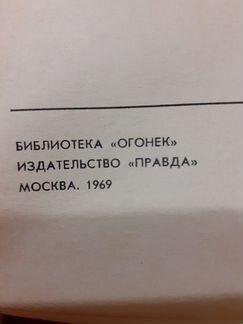 БИБЛИОТЕКА «ОГОНЕК»
ИЗДАТЕЛЬСТВО «ПРАВДА»
МОСКВА. 1969